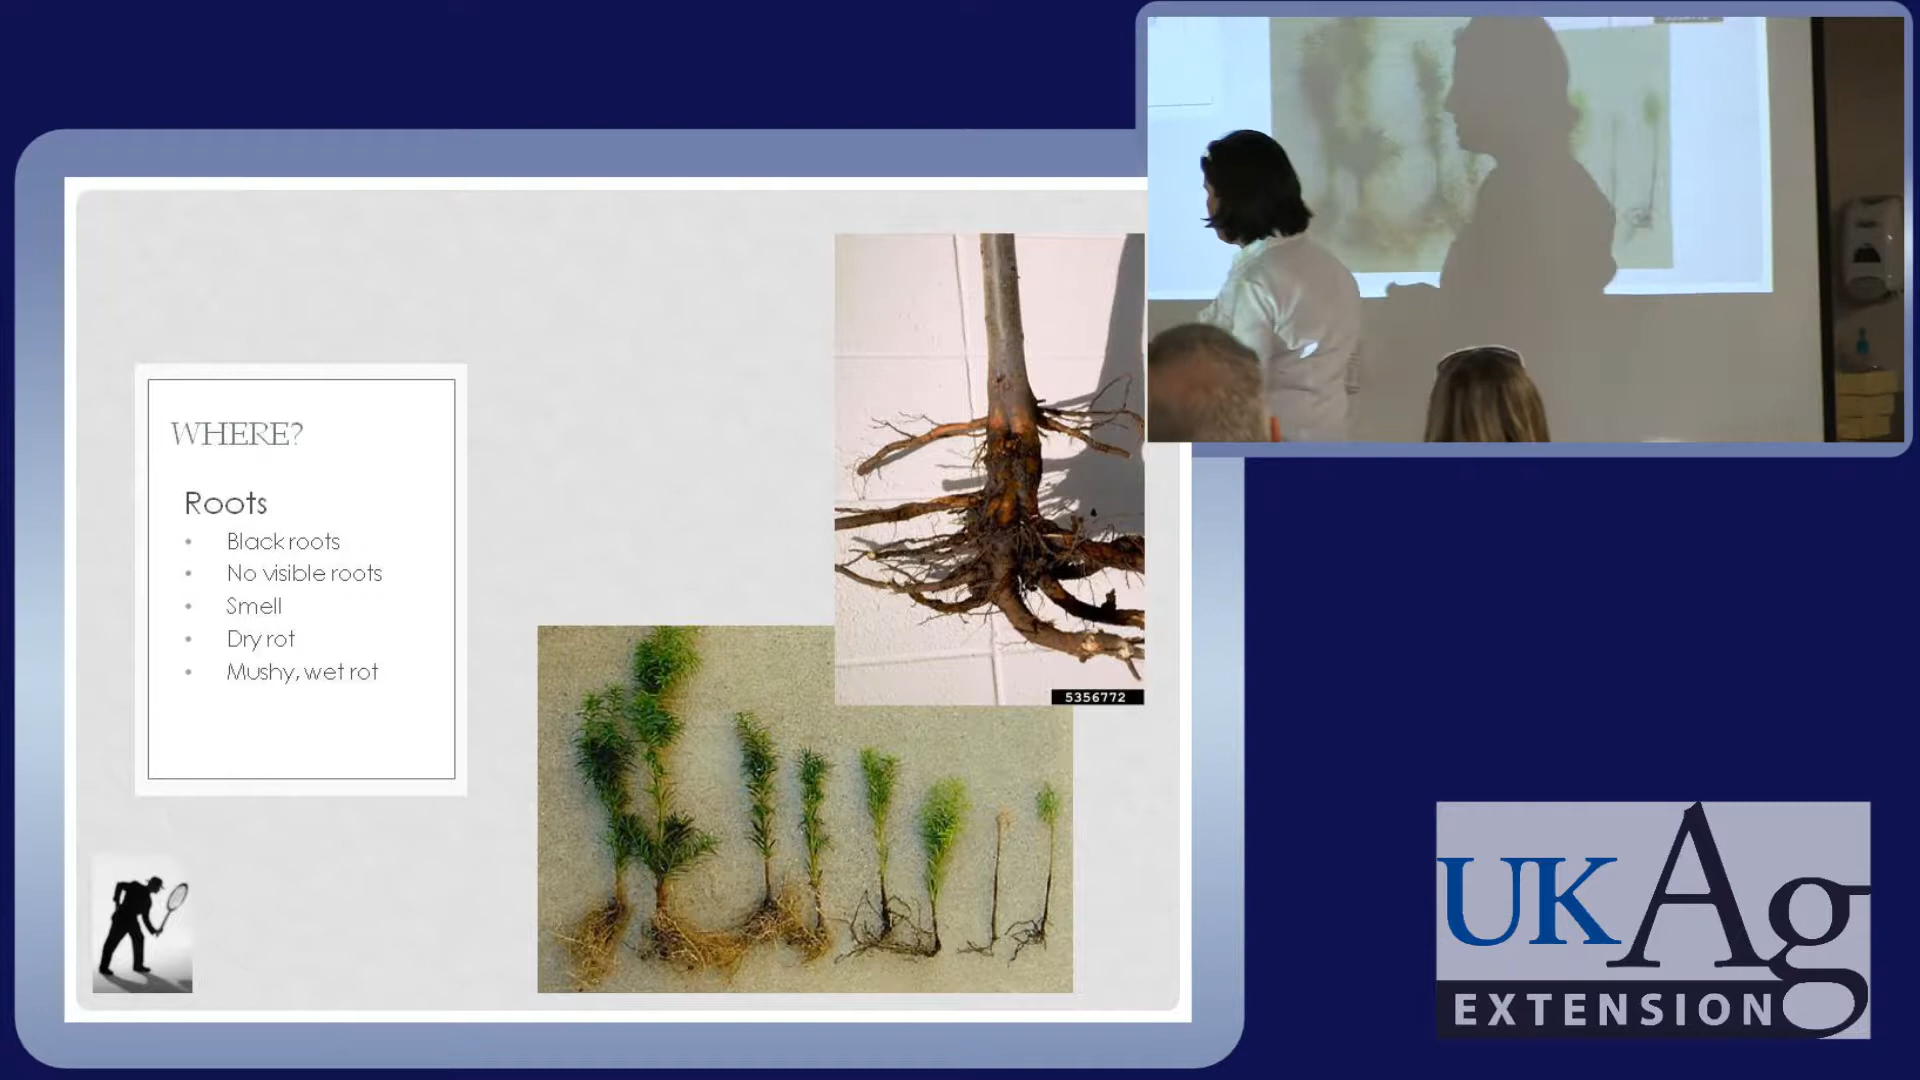 WHERE?
Roots
• Black roots
• No visible roots
• Smell
• Dry rot
• Mushy, wet rot
5356772
UKAg
EXTENSION